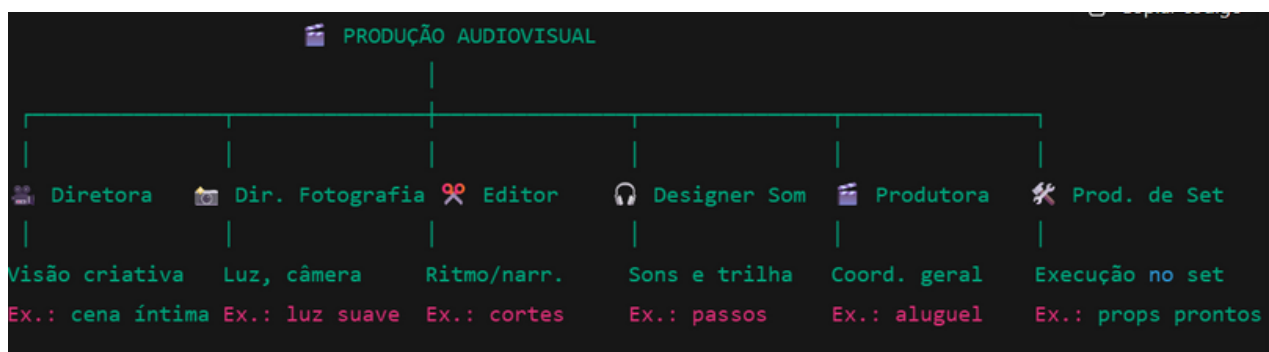 PRODUÇÃO AUDIOVISUAL
Diretora Dir. Fotografia Editor Designer Som Produtora Prod. de Set
Visão criativa Luz, câmera Ritmo/narr. Sons e trilha Coord. geral Execução no set
Ex.: cena íntima Ex.: luz suave Ex.: cortes Ex.: passos Ex.: aluguel Ex.: props prontos